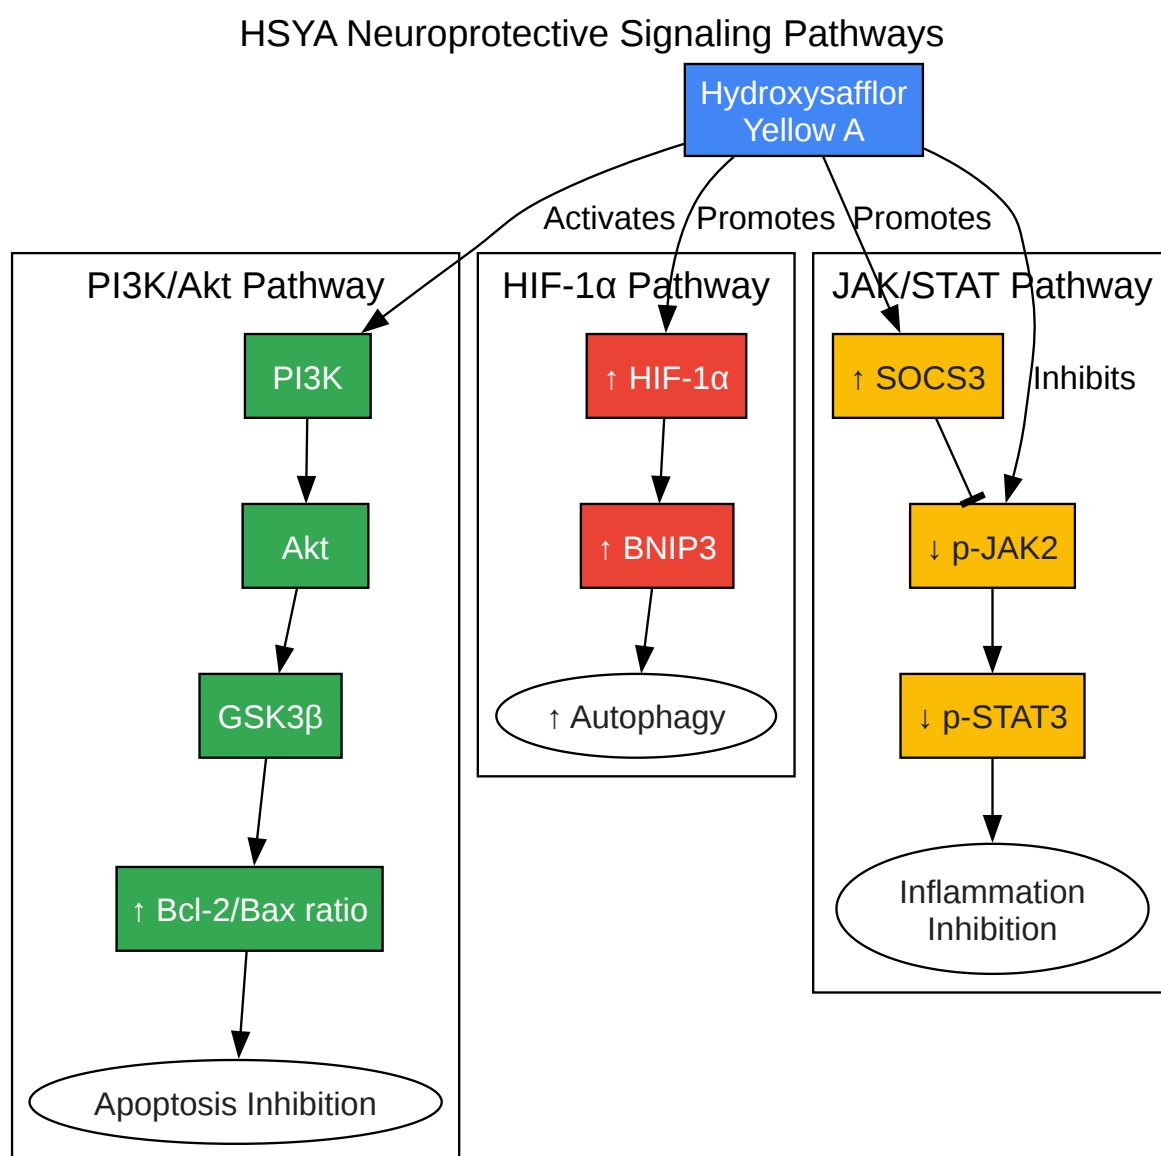 HSYA Neuroprotective Signaling Pathways
Hydroxysafflor
Yellow A
Activates
Promotes
Promotes
PI3K/Akt Pathway
HIF-1α Pathway
JAK/STAT Pathway
PI3K
↑ HIF-1α
↑ SOCS3
Inhibits
Akt
↑ BNIP3
↓ p-JAK2
GSK3β
↑ Autophagy
↓ p-STAT3
↑ Bcl-2/Bax ratio
Inflammation
Inhibition
Apoptosis Inhibition